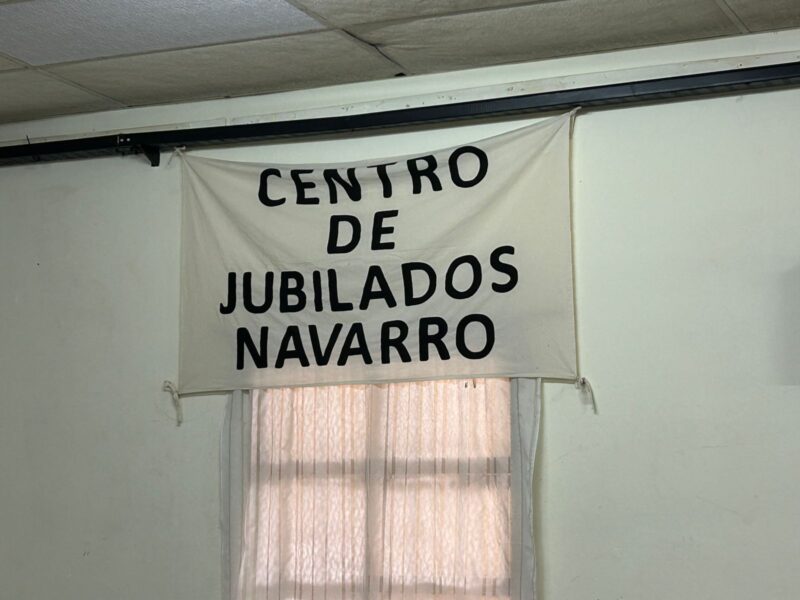 CENTRO
DE
JUBILADOS
NAVARRO